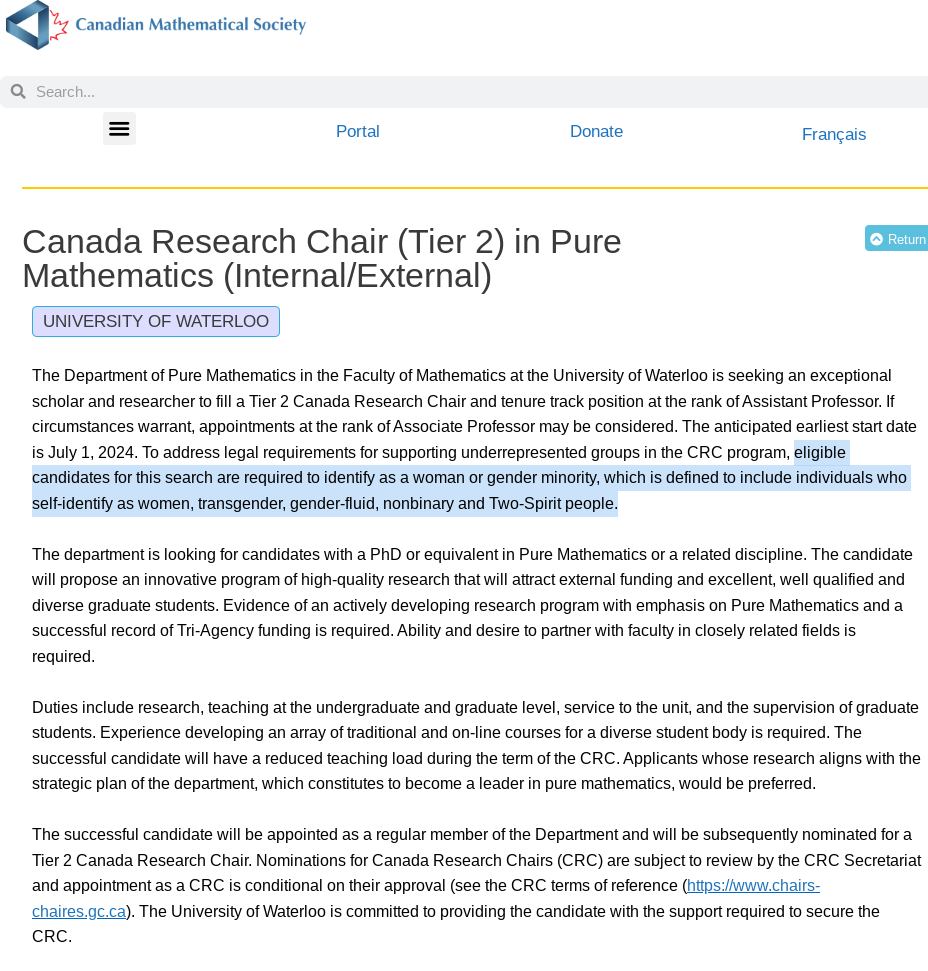 Canadian Mathematical Society
Search...
Portal
Donate
Français
Canada Research Chair (Tier 2) in Pure
Mathematics (Internal/External)
Return
UNIVERSITY OF WATERLOO
The Department of Pure Mathematics in the Faculty of Mathematics at the University of Waterloo is seeking an exceptional
scholar and researcher to fill a Tier 2 Canada Research Chair and tenure track position at the rank of Assistant Professor. If
circumstances warrant, appointments at the rank of Associate Professor may be considered. The anticipated earliest start date
is July 1, 2024. To address legal requirements for supporting underrepresented groups in the CRC program, eligible
candidates for this search are required to identify as a woman or gender minority, which is defined to include individuals who
self-identify as women, transgender, gender-fluid, nonbinary and Two-Spirit people.
The department is looking for candidates with a PhD or equivalent in Pure Mathematics or a related discipline. The candidate
will propose an innovative program of high-quality research that will attract external funding and excellent, well qualified and
diverse graduate students. Evidence of an actively developing research program with emphasis on Pure Mathematics and a
successful record of Tri-Agency funding is required. Ability and desire to partner with faculty in closely related fields is
required.
Duties include research, teaching at the undergraduate and graduate level, service to the unit, and the supervision of graduate
students. Experience developing an array of traditional and on-line courses for a diverse student body is required. The
successful candidate will have a reduced teaching load during the term of the CRC. Applicants whose research aligns with the
strategic plan of the department, which constitutes to become a leader in pure mathematics, would be preferred.
The successful candidate will be appointed as a regular member of the Department and will be subsequently nominated for a
Tier 2 Canada Research Chair. Nominations for Canada Research Chairs (CRC) are subject to review by the CRC Secretariat
and appointment as a CRC is conditional on their approval (see the CRC terms of reference (https://www.chairs-
chaires.gc.ca). The University of Waterloo is committed to providing the candidate with the support required to secure the
CRC.